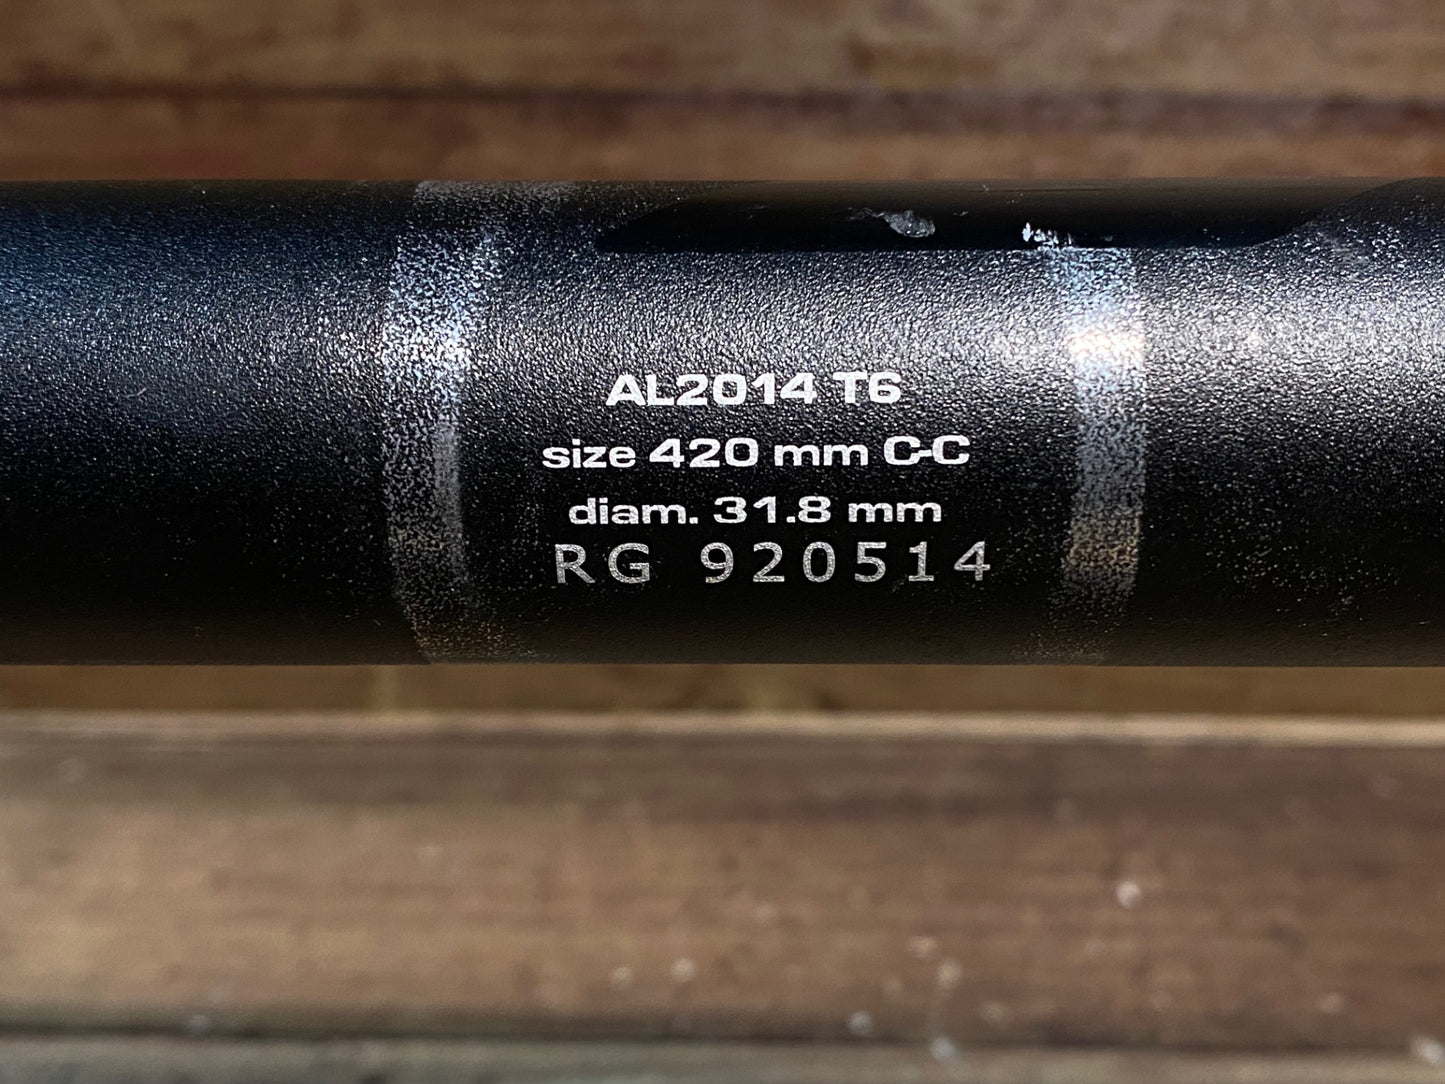 AL2014 T6
size 420 mm C-C
diam. 31.8 mm
RG 920514